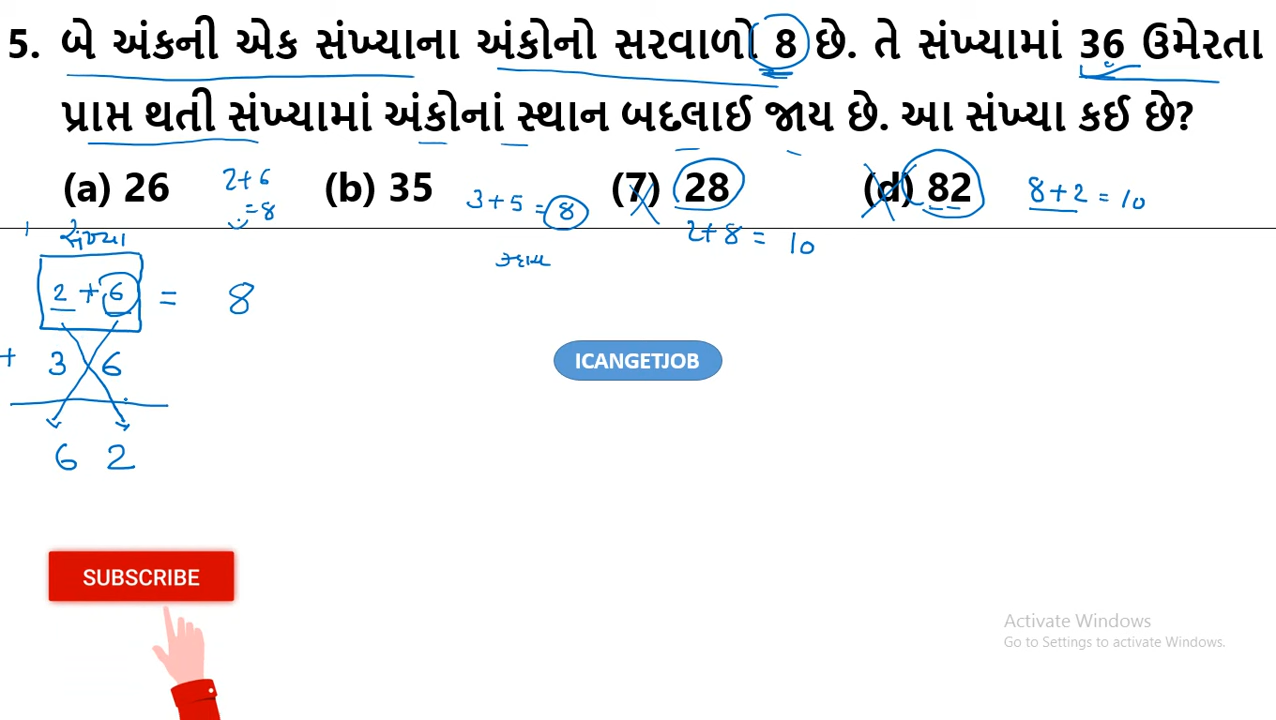 5. બે અંકની એક સંખ્યાના અંકોનો સરવાળો 8 છે. તે સંખ્યામાં 36 ઉમેરતા
પ્રાપ્ત થતી સંખ્યામાં અંકોનાં સ્થાન બદલાઈ જાય છે. આ સંખ્યા કઈ છે?
(a) 26 (b) 35 (7) 28 (d) 82
2+6
=8
3+5 = 8
2+8 = 10
8+2 = 10
સંખ્યા
2+6 = 8
+ 3 6
6 2
ICANGETJOB
SUBSCRIBE
Activate Windows
Go to Settings to activate Windows.